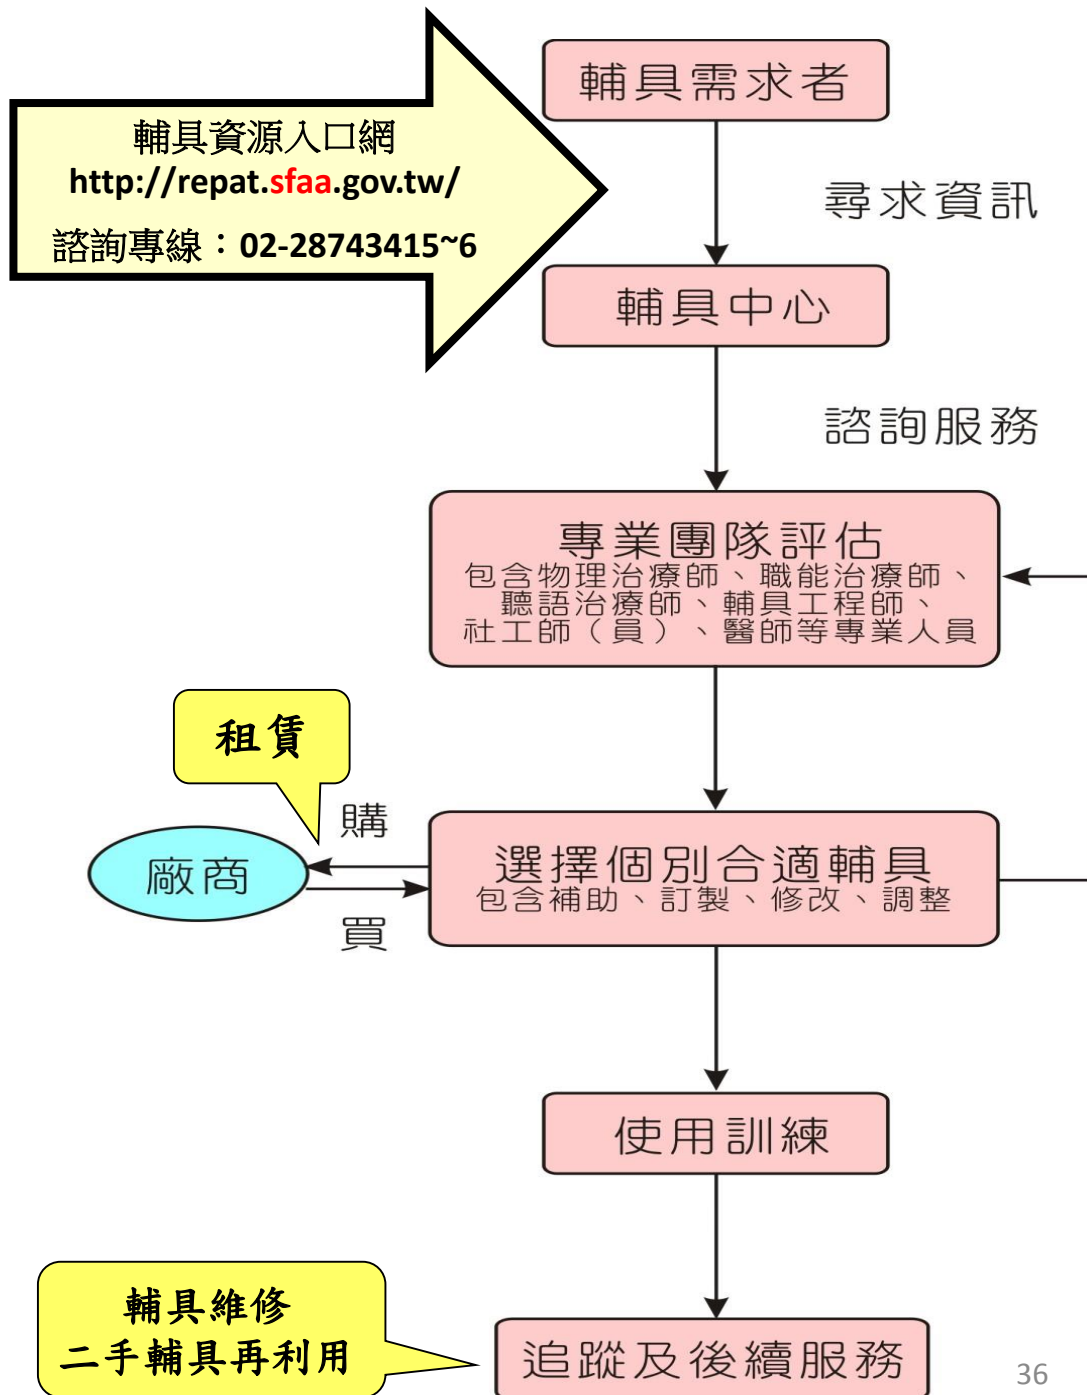 輔具需求者
輔具資源入口網
http://repat.sfaa.gov.tw/
諮詢專線：02-28743415~6
尋求資訊
輔具中心
諮詢服務
專業團隊評估
包含物理治療師、職能治療師、
聽語治療師、輔具工程師、
社工師（員）、醫師等專業人員
租賃
購
廠商
選擇個別合適輔具
包含補助、訂製、修改、調整
買
使用訓練
輔具維修
二手輔具再利用
追蹤及後續服務
36